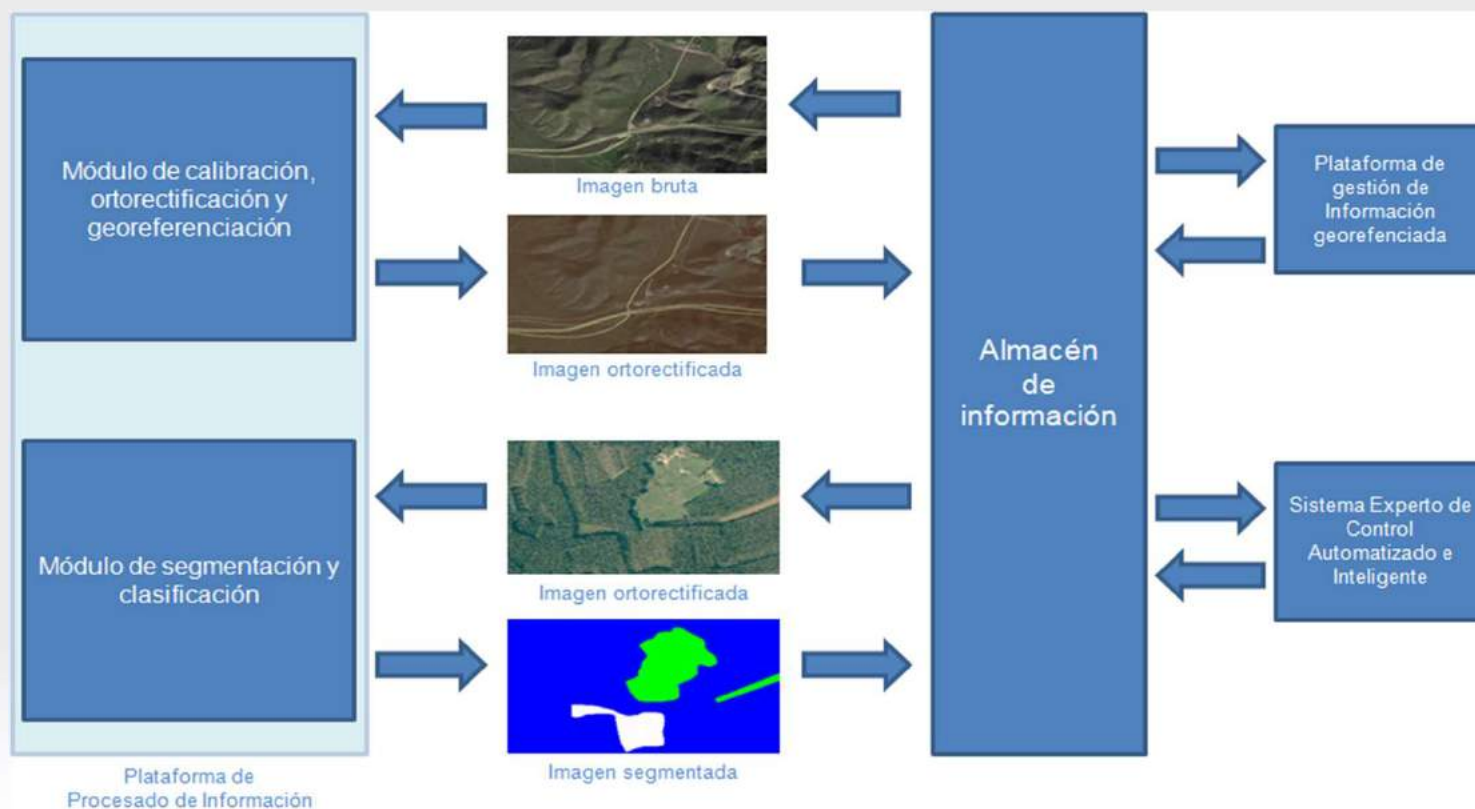 Módulo de calibración,
ortorectificación y
georeferenciación
Imagen bruta
Imagen ortorectificada
Módulo de segmentación y
clasificación
Imagen ortorectificada
Imagen segmentada
Plataforma de
Procesado de Información
Almacén
de
información
Plataforma de
gestión de
Información
georefenciada
Sistema Experto de
Control
Automatizado e
Inteligente